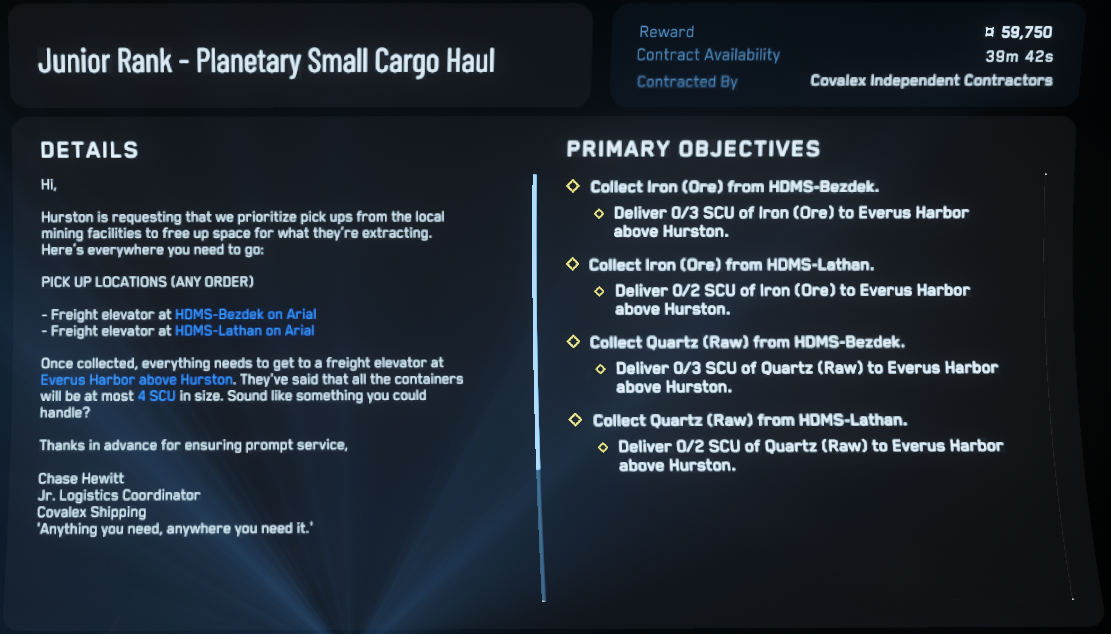 Junior Rank - Planetary Small Cargo Haul
Reward ¤ 59,750
Contract Availability 39m 42s
Contracted By Covalex Independent Contractors
DETAILS
Hi,
Hurston is requesting that we prioritize pick ups from the local
mining facilities to free up space for what they're extracting.
Here's everywhere you need to go:
PICK UP LOCATIONS (ANY ORDER)
- Freight elevator at HDMS-Bezdek on Arial
- Freight elevator at HDMS-Lathan on Arial
Once collected, everything needs to get to a freight elevator at
Everus Harbor above Hurston. They've said that all the containers
will be at most 4 SCU in size. Sound like something you could
handle?
Thanks in advance for ensuring prompt service,
Chase Hewitt
Jr. Logistics Coordinator
Covalex Shipping
'Anything you need, anywhere you need it.'
PRIMARY OBJECTIVES
Collect Iron (Ore) from HDMS-Bezdek.
Deliver 0/3 SCU of Iron (Ore) to Everus Harbor
above Hurston.
Collect Iron (Ore) from HDMS-Lathan.
Deliver 0/2 SCU of Iron (Ore) to Everus Harbor
above Hurston.
Collect Quartz (Raw) from HDMS-Bezdek.
Deliver 0/3 SCU of Quartz (Raw) to Everus Harbor
above Hurston.
Collect Quartz (Raw) from HDMS-Lathan.
Deliver 0/2 SCU of Quartz (Raw) to Everus Harbor
above Hurston.